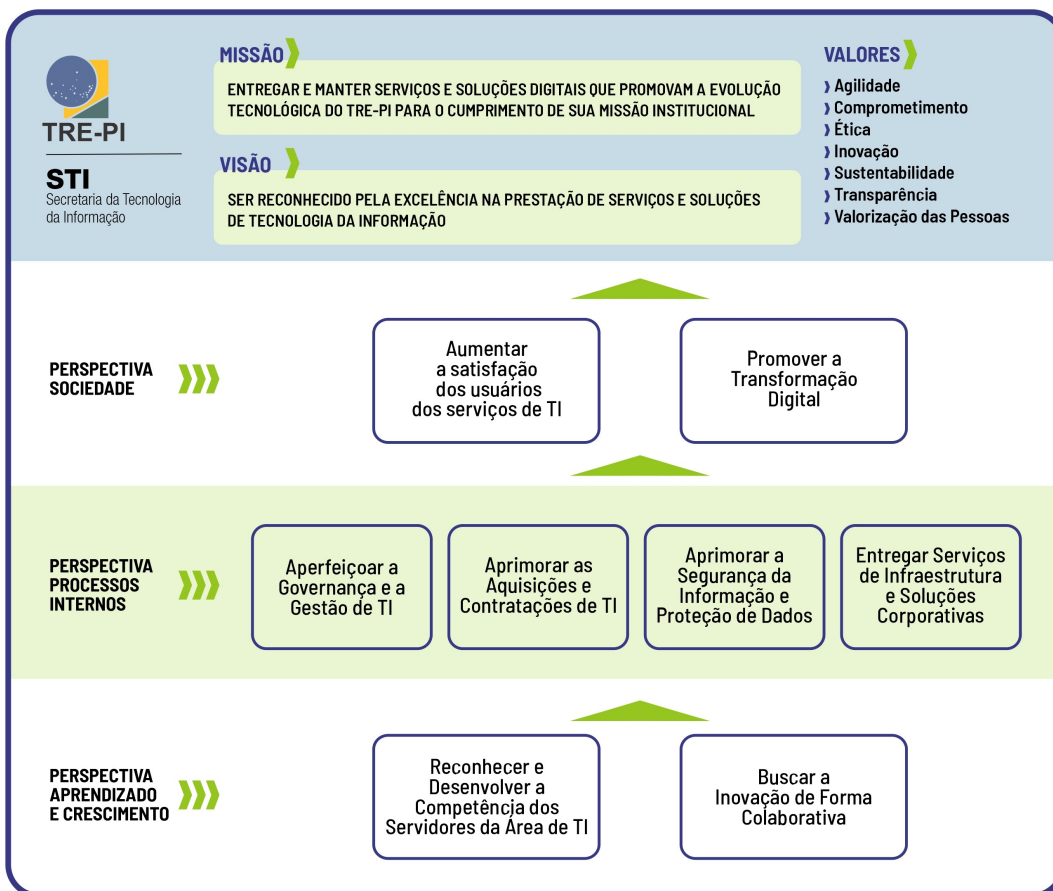 TRE-PI
STI
Secretaria da Tecnologia
da Informação
MISSÃO
ENTREGAR E MANTER SERVIÇOS E SOLUÇÕES DIGITAIS QUE PROMOVAM A EVOLUÇÃO
TECNOLÓGICA DO TRE-PI PARA O CUMPRIMENTO DE SUA MISSÃO INSTITUCIONAL
VISÃO
SER RECONHECIDO PELA EXCELÊNCIA NA PRESTAÇÃO DE SERVIÇOS E SOLUÇÕES
DE TECNOLOGIA DA INFORMAÇÃO
VALORES
Agilidade
Comprometimento
Ética
Inovação
Sustentabilidade
Transparência
Valorização das Pessoas
PERSPECTIVA
SOCIEDADE
Aumentar
a satisfação
dos usuários
dos serviços de TI
Promover a
Transformação
Digital
PERSPECTIVA
PROCESSOS
INTERNOS
Aperfeiçoar a
Governança e a
Gestão de TI
Aprimorar as
Aquisições e
Contratações de TI
Aprimorar a
Segurança da
Informação e
Proteção de Dados
Entregar Serviços
de Infraestrutura
e Soluções
Corporativas
PERSPECTIVA
APRENDIZADO
E CRESCIMENTO
Reconhecer e
Desenvolver a
Competência dos
Servidores da Área de TI
Buscar a
Inovação de Forma
Colaborativa